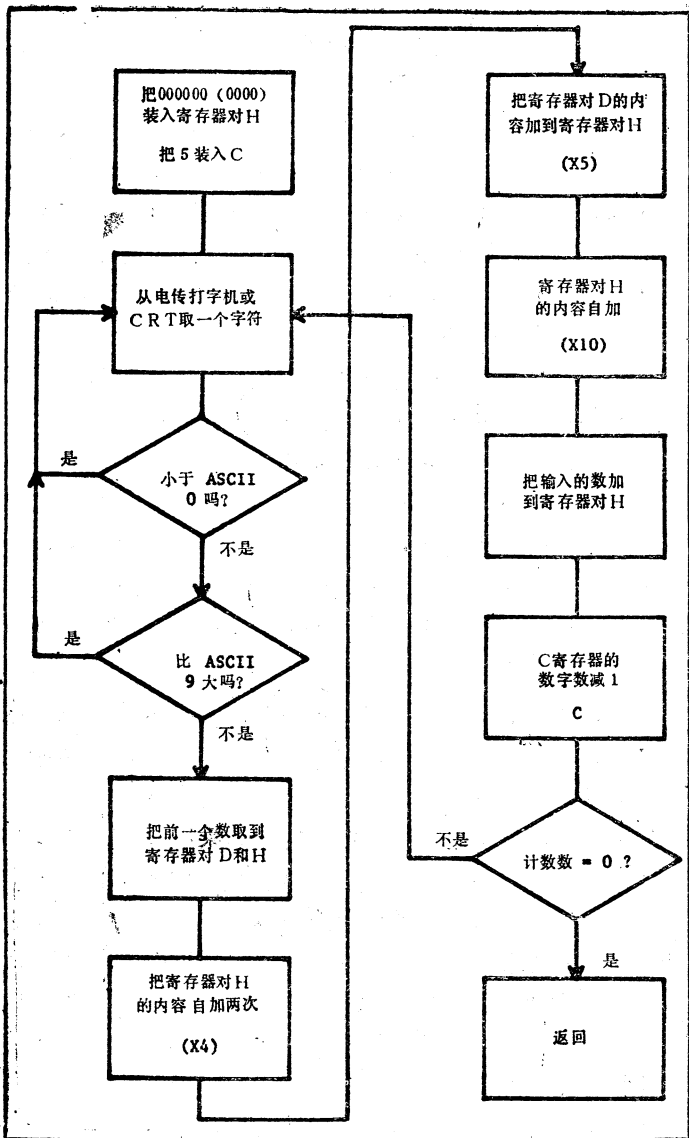 把000000 (0000)
装入寄存器对H
把5装入C
从电传打字机或
CRT取一个字符
是
小于 ASCII
0 吗?
不是
是
比 ASCII
9 大吗?
不是
把前一个数取到
寄存器对D和H
把寄存器对H
的内容自加两次
(X4)
把寄存器对D的内
容加到寄存器对H
(X5)
寄存器对H
的内容自加
(X10)
把输入的数加
到寄存器对H
C寄存器的
数字数减1
C
不是
计数数 = 0 ?
是
返回